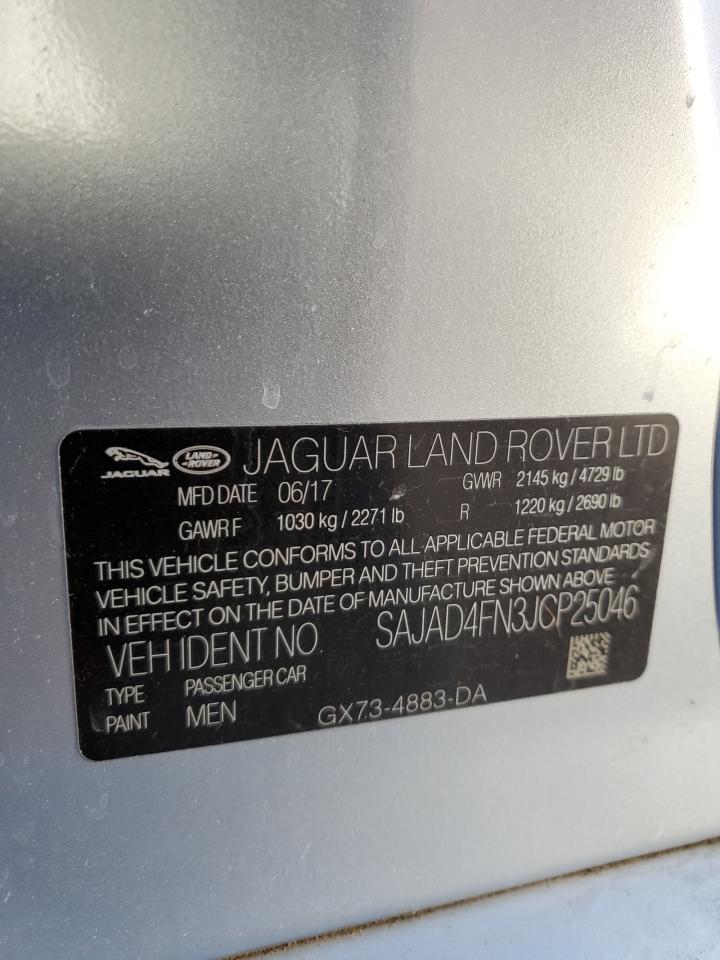 JAGUAR LAND-ROVER JAGUAR LAND ROVER LTD
MFD DATE 06/17 GVWR 2145 kg / 4729 lb
GAWR F 1030 kg / 2271 lb R 1220 kg / 2690 lb
THIS VEHICLE CONFORMS TO ALL APPLICABLE FEDERAL MOTOR
VEHICLE SAFETY, BUMPER AND THEFT PREVENTION STANDARDS
IN EFFECT ON THE DATE OF MANUFACTURE SHOWN ABOVE
VEH IDENT NO SAJAD4FN3JCP25046
TYPE PASSENGER CAR
PAINT MEN GX73-4883-DA